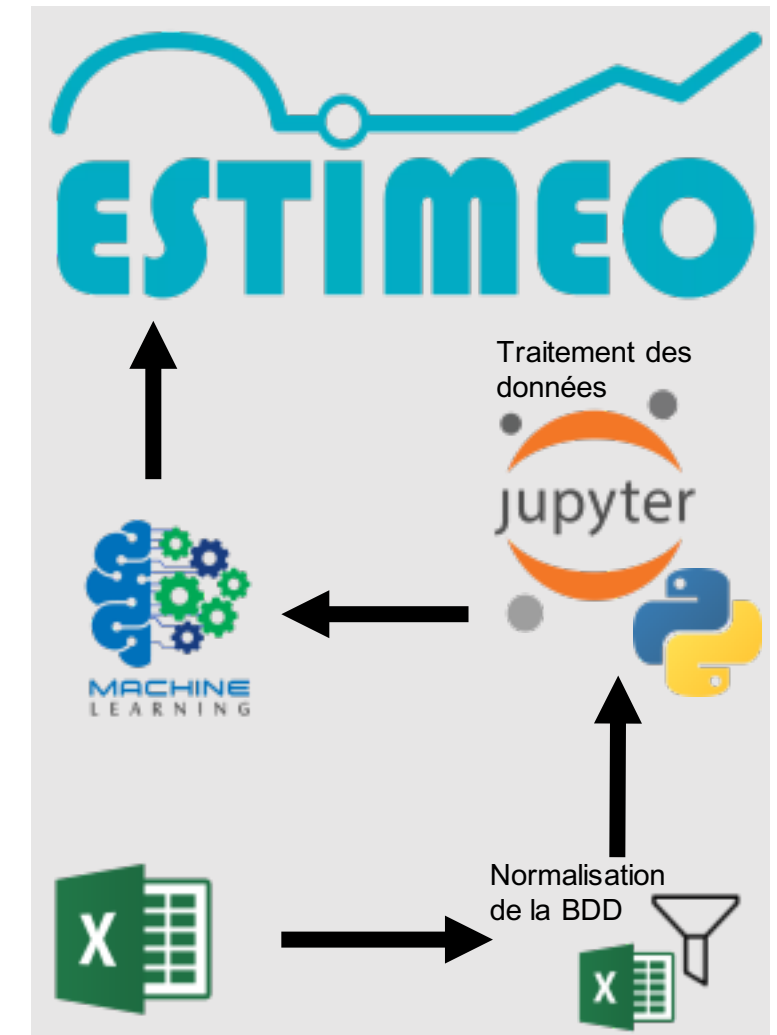 ESTIMEO
Traitement des
données
jupyter
MACHINE
LEARNING
Normalisation
de la BDD
X
X